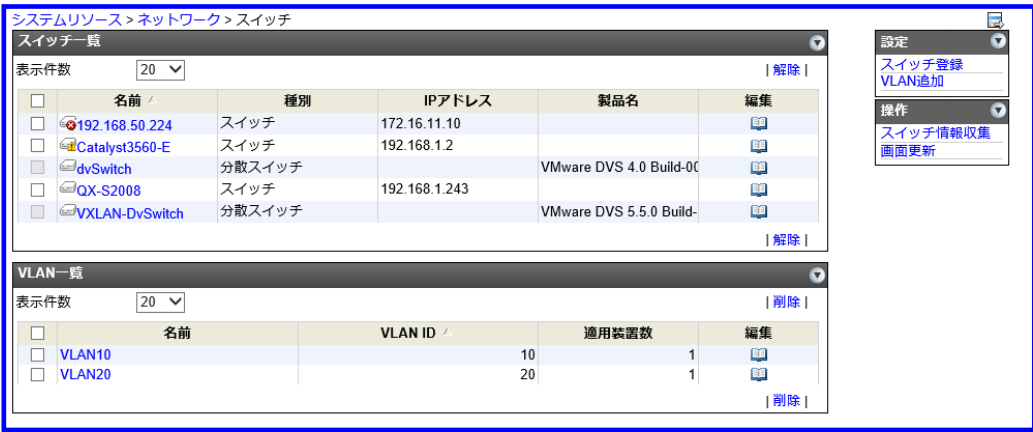 システムリソース > ネットワーク > スイッチ
スイッチ一覧
表示件数 20 | 解除 |
名前 種別 IPアドレス 製品名 編集
192.168.50.224 スイッチ 172.16.11.10
Catalyst3560-E スイッチ 192.168.1.2
dvSwitch 分散スイッチ VMware DVS 4.0 Build-00
QX-S2008 スイッチ 192.168.1.243
VXLAN-DvSwitch 分散スイッチ VMware DVS 5.5.0 Build-
| 解除 |
VLAN一覧
表示件数 20 | 削除 |
名前 VLAN ID 適用装置数 編集
VLAN10 10 1
VLAN20 20 1
| 削除 |
設定
スイッチ登録
VLAN追加
操作
スイッチ情報収集
画面更新